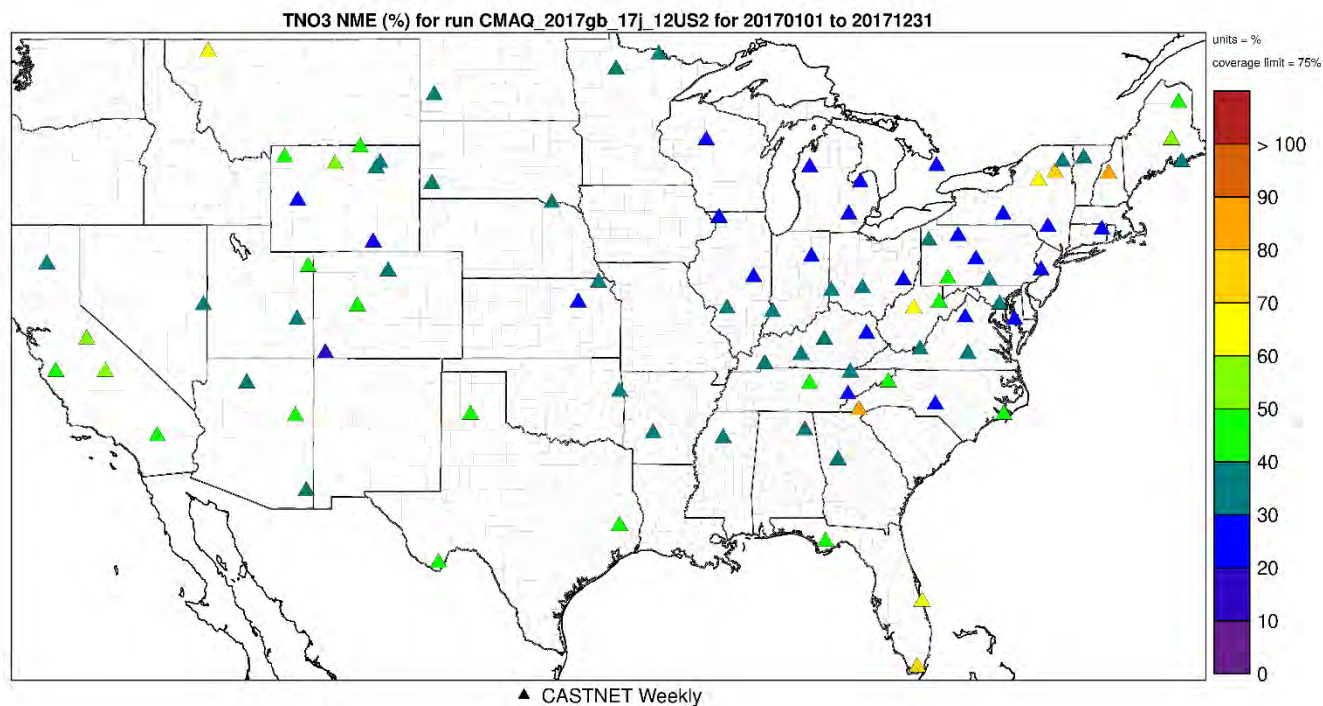 TNO3 NME (%) for run CMAQ_2017gb_17j_12US2 for 20170101 to 20171231
units = %
coverage limit = 75%
> 100
90
80
70
60
50
40
30
20
10
0
▲ CASTNET Weekly